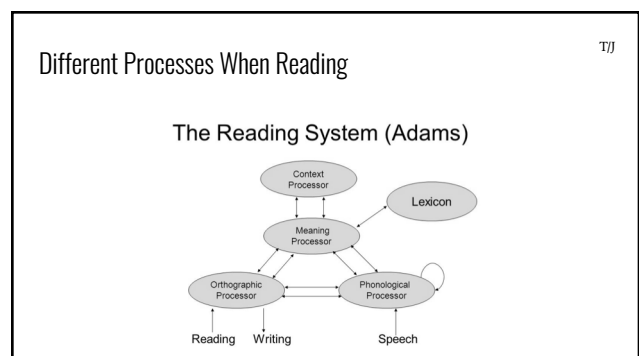 T/J
Different Processes When Reading
The Reading System (Adams)
Context
Processor
Lexicon
Meaning
Processor
Orthographic
Processor
Phonological
Processor
Reading
Writing
Speech